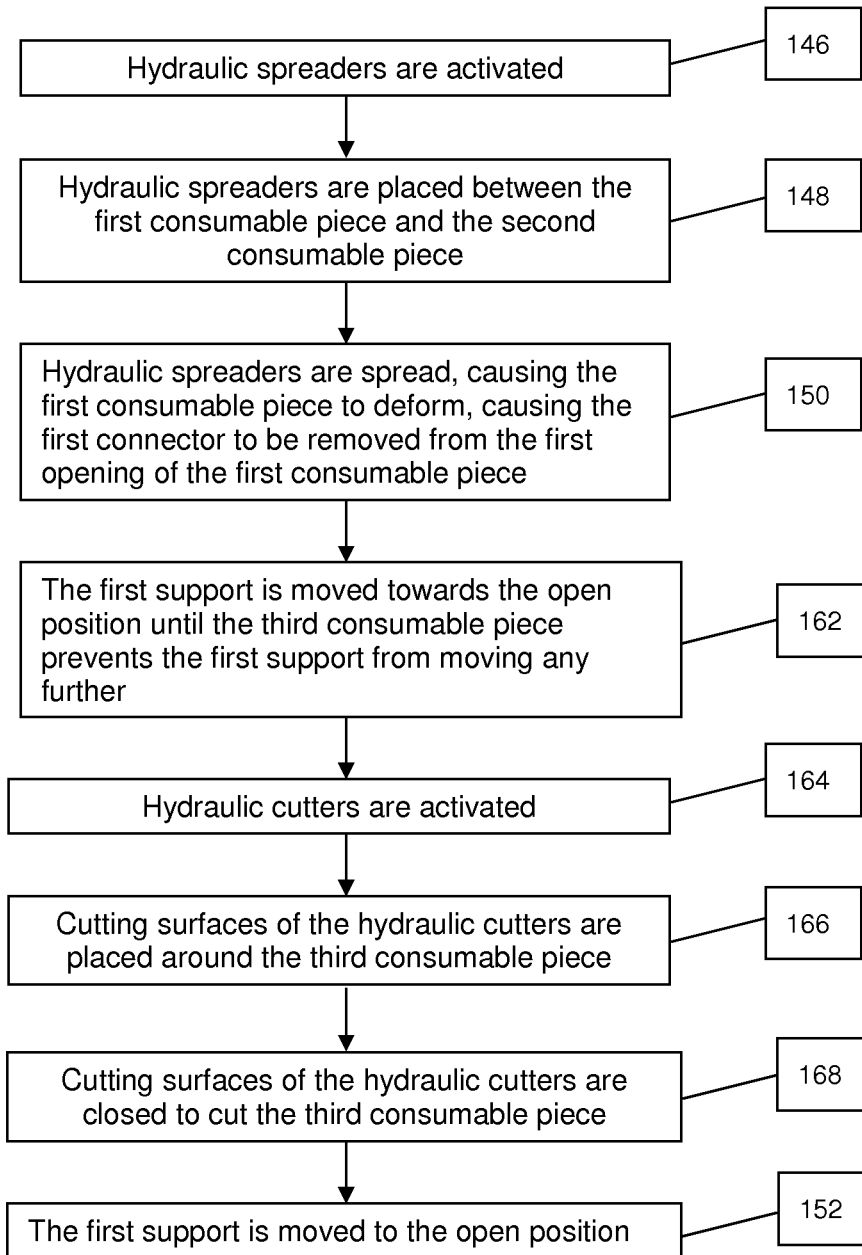 Hydraulic spreaders are activated
146
Hydraulic spreaders are placed between the
first consumable piece and the second
consumable piece
148
Hydraulic spreaders are spread, causing the
first consumable piece to deform, causing the
first connector to be removed from the first
opening of the first consumable piece
150
The first support is moved towards the open
position until the third consumable piece
prevents the first support from moving any
further
162
Hydraulic cutters are activated
164
Cutting surfaces of the hydraulic cutters are
placed around the third consumable piece
166
Cutting surfaces of the hydraulic cutters are
closed to cut the third consumable piece
168
The first support is moved to the open position
152